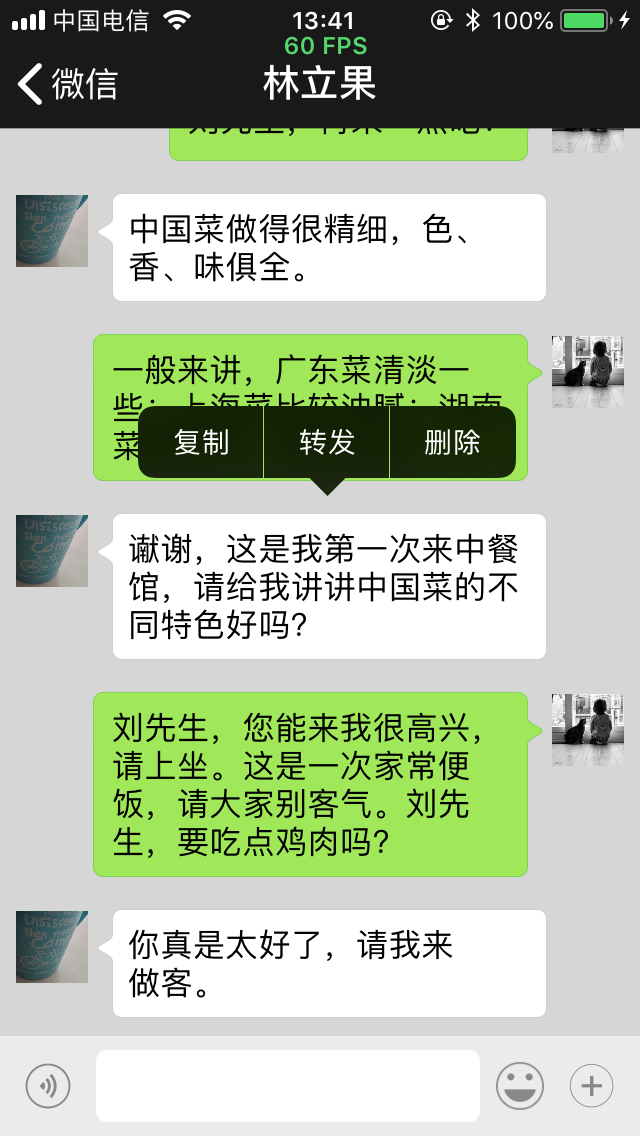 中国电信
13:41
100%
60 FPS
微信
林立果
中国菜做得很精细，色、
香、味俱全。
一般来讲，广东菜清淡一
些；上海菜比较油腻；湖南
菜
复制
转发
删除
谳谢，这是我第一次来中餐
馆，请给我讲讲中国菜的不
同特色好吗？
刘先生，您能来我很高兴，
请上坐。这是一次家常便
饭，请大家别客气。刘先
生，要吃点鸡肉吗？
你真是太好了，请我来
做客。